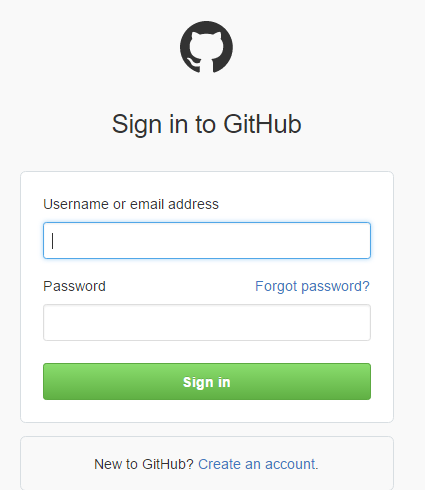 Sign in to GitHub
Username or email address
Password Forgot password?
Sign in
New to GitHub? Create an account.